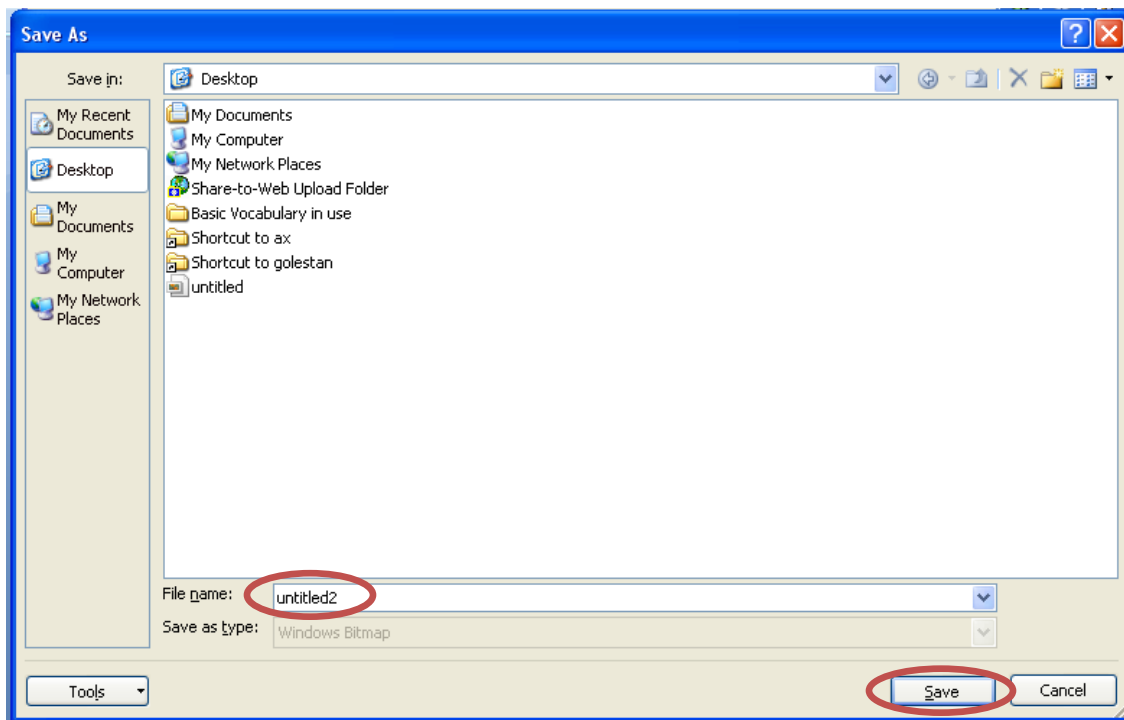 Save As
Save in:
Desktop
My Recent
Documents
Desktop
My
Documents
My
Computer
My Network
Places
My Documents
My Computer
My Network Places
Share-to-Web Upload Folder
Basic Vocabulary in use
Shortcut to ax
Shortcut to golestan
untitled
File name:
untitled2
Save as type:
Windows Bitmap
Tools
Save
Cancel